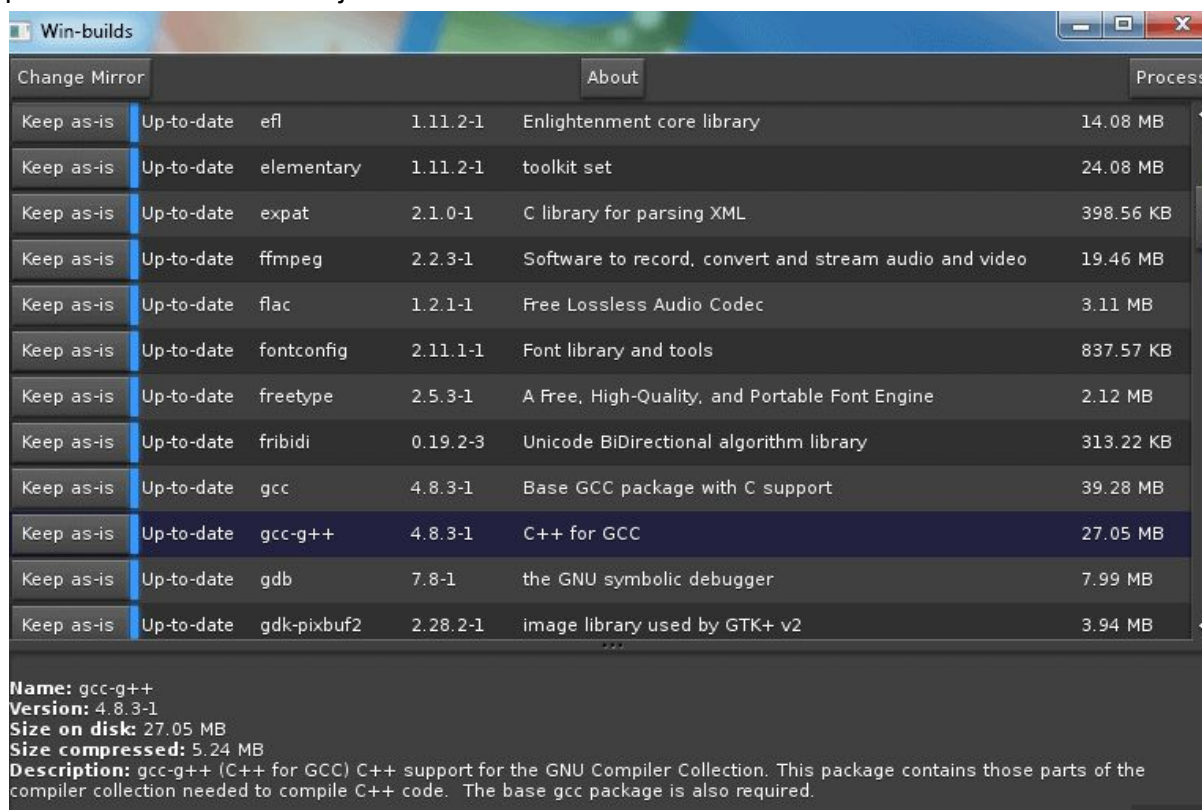 Win-builds
Change Mirror About Process
Keep as-is Up-to-date efl 1.11.2-1 Enlightenment core library 14.08 MB
Keep as-is Up-to-date elementary 1.11.2-1 toolkit set 24.08 MB
Keep as-is Up-to-date expat 2.1.0-1 C library for parsing XML 398.56 KB
Keep as-is Up-to-date ffmpeg 2.2.3-1 Software to record, convert and stream audio and video 19.46 MB
Keep as-is Up-to-date flac 1.2.1-1 Free Lossless Audio Codec 3.11 MB
Keep as-is Up-to-date fontconfig 2.11.1-1 Font library and tools 837.57 KB
Keep as-is Up-to-date freetype 2.5.3-1 A Free, High-Quality, and Portable Font Engine 2.12 MB
Keep as-is Up-to-date fribidi 0.19.2-3 Unicode BiDirectional algorithm library 313.22 KB
Keep as-is Up-to-date gcc 4.8.3-1 Base GCC package with C support 39.28 MB
Keep as-is Up-to-date gcc-g++ 4.8.3-1 C++ for GCC 27.05 MB
Keep as-is Up-to-date gdb 7.8-1 the GNU symbolic debugger 7.99 MB
Keep as-is Up-to-date gdk-pixbuf2 2.28.2-1 image library used by GTK+ v2 3.94 MB
Name: gcc-g++
Version: 4.8.3-1
Size on disk: 27.05 MB
Size compressed: 5.24 MB
Description: gcc-g++ (C++ for GCC) C++ support for the GNU Compiler Collection. This package contains those parts of the
compiler collection needed to compile C++ code. The base gcc package is also required.